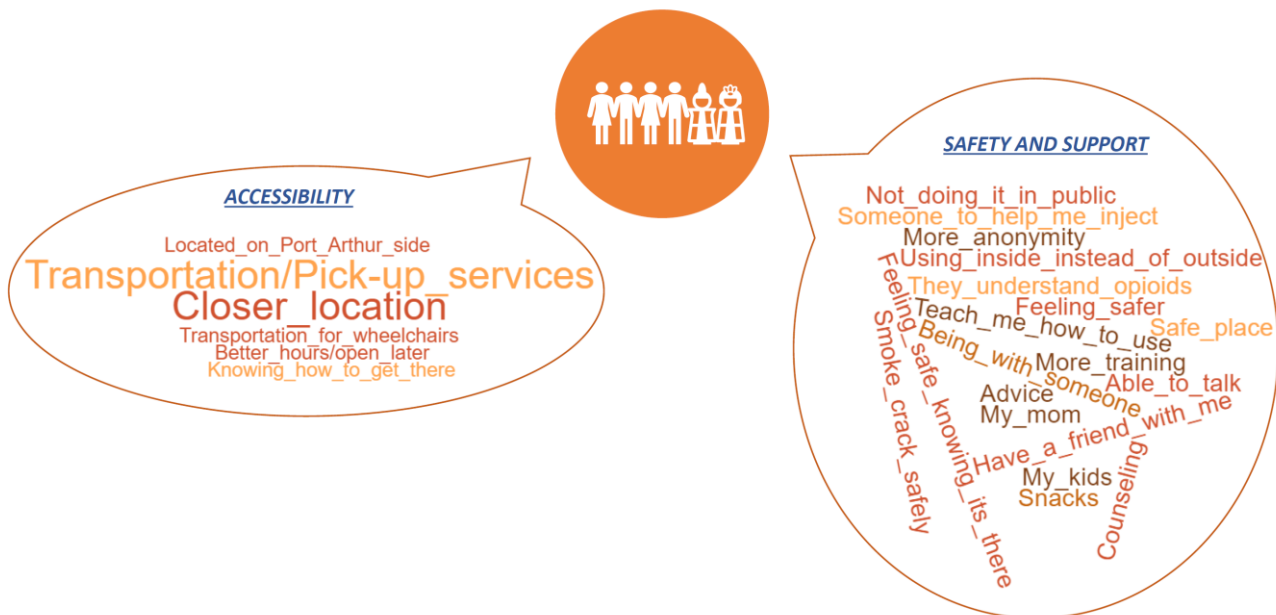 ACCESSIBILITY
Located_on_Port_Arthur_side
Transportation/Pick-up_services
Closer_location
Transportation_for_wheelchairs
Better_hours/open_later
Knowing_how_to_get_there
SAFETY AND SUPPORT
Not_doing_it_in_public
Someone_to_help_me_inject
More_anonymity
Using_inside_instead_of_outside
They_understand_opioids
Feeling_safer
Safe_place
Teach_me_how_to_use
Being_with_someone
More_training
Able_to_talk
Advice
My_mom
Have_a_friend_with_me
My_kids
Snacks
Feeling_safe_knowing_its_there
Smoke_crack_safely
Counseling